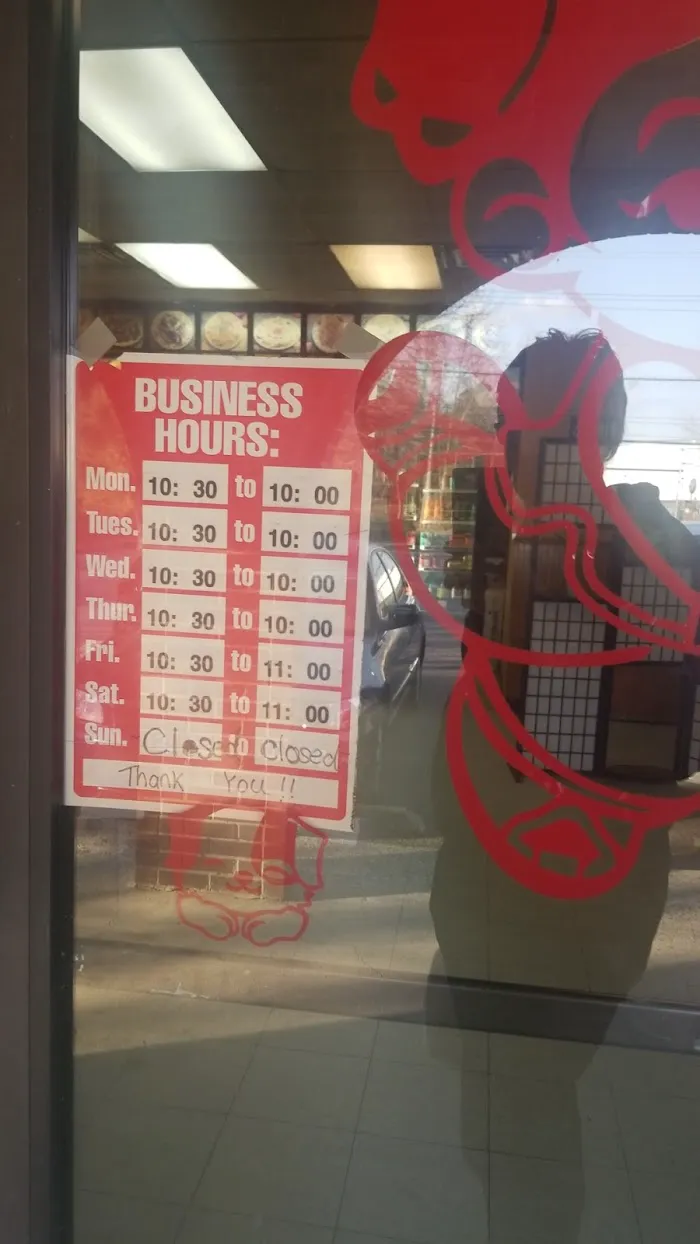 BUSINESS
HOURS:
Mon. 10: 30 to 10: 00
Tues. 10: 30 to 10: 00
Wed. 10: 30 to 10: 00
Thur. 10: 30 to 10: 00
Fri. 10: 30 to 11: 00
Sat. 10: 30 to 11: 00
Sun. Closed to closed
Thank You!!